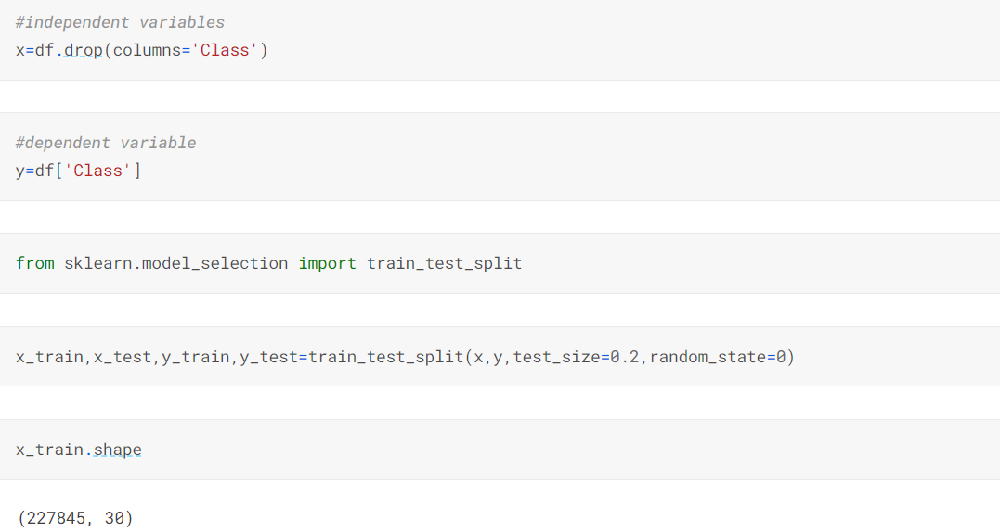 #independent variables
x=df.drop(columns='Class')
#dependent variable
y=df['Class']
from sklearn.model_selection import train_test_split
x_train,x_test,y_train,y_test=train_test_split(x,y,test_size=0.2,random_state=0)
x_train.shape
(227845, 30)